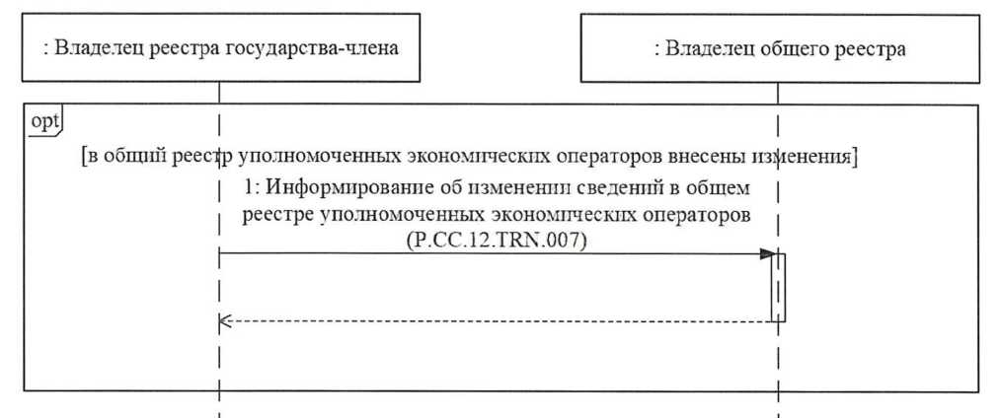 : Владелец реестра государства-члена
: Владелец общего реестра
opt
[в общий реестр уполномоченных экономических операторов внесены изменения]
1: Информирование об изменении сведений в общем
реестре уполномоченных экономических операторов
(P.CC.12.TRN.007)